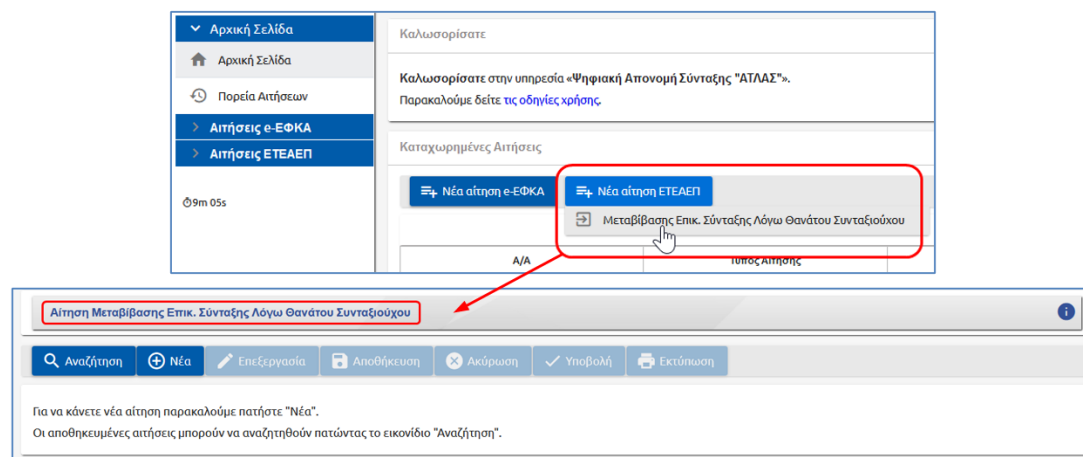 Αρχική Σελίδα
Αρχική Σελίδα
Πορεία Αιτήσεων
Αιτήσεις e-ΕΦΚΑ
Αιτήσεις ΕΤΕΑΕΠ
9m 05s
Καλωσορίσατε
Καλωσορίσατε στην υπηρεσία «Ψηφιακή Απονομή Σύνταξης "ΑΤΛΑΣ"».
Παρακαλούμε δείτε τις οδηγίες χρήσης.
Καταχωρημένες Αιτήσεις
Νέα αίτηση e-ΕΦΚΑ Νέα αίτηση ΕΤΕΑΕΠ
Μεταβίβασης Επικ. Σύνταξης Λόγω Θανάτου Συνταξιούχου
Α/Α Τύπος Αίτησης
Αίτηση Μεταβίβασης Επικ. Σύνταξης Λόγω Θανάτου Συνταξιούχου
Αναζήτηση Νέα Επεξεργασία Αποθήκευση Ακύρωση Υποβολή Εκτύπωση
Για να κάνετε νέα αίτηση παρακαλούμε πατήστε "Νέα".
Οι αποθηκευμένες αιτήσεις μπορούν να αναζητηθούν πατώντας το εικονίδιο "Αναζήτηση".